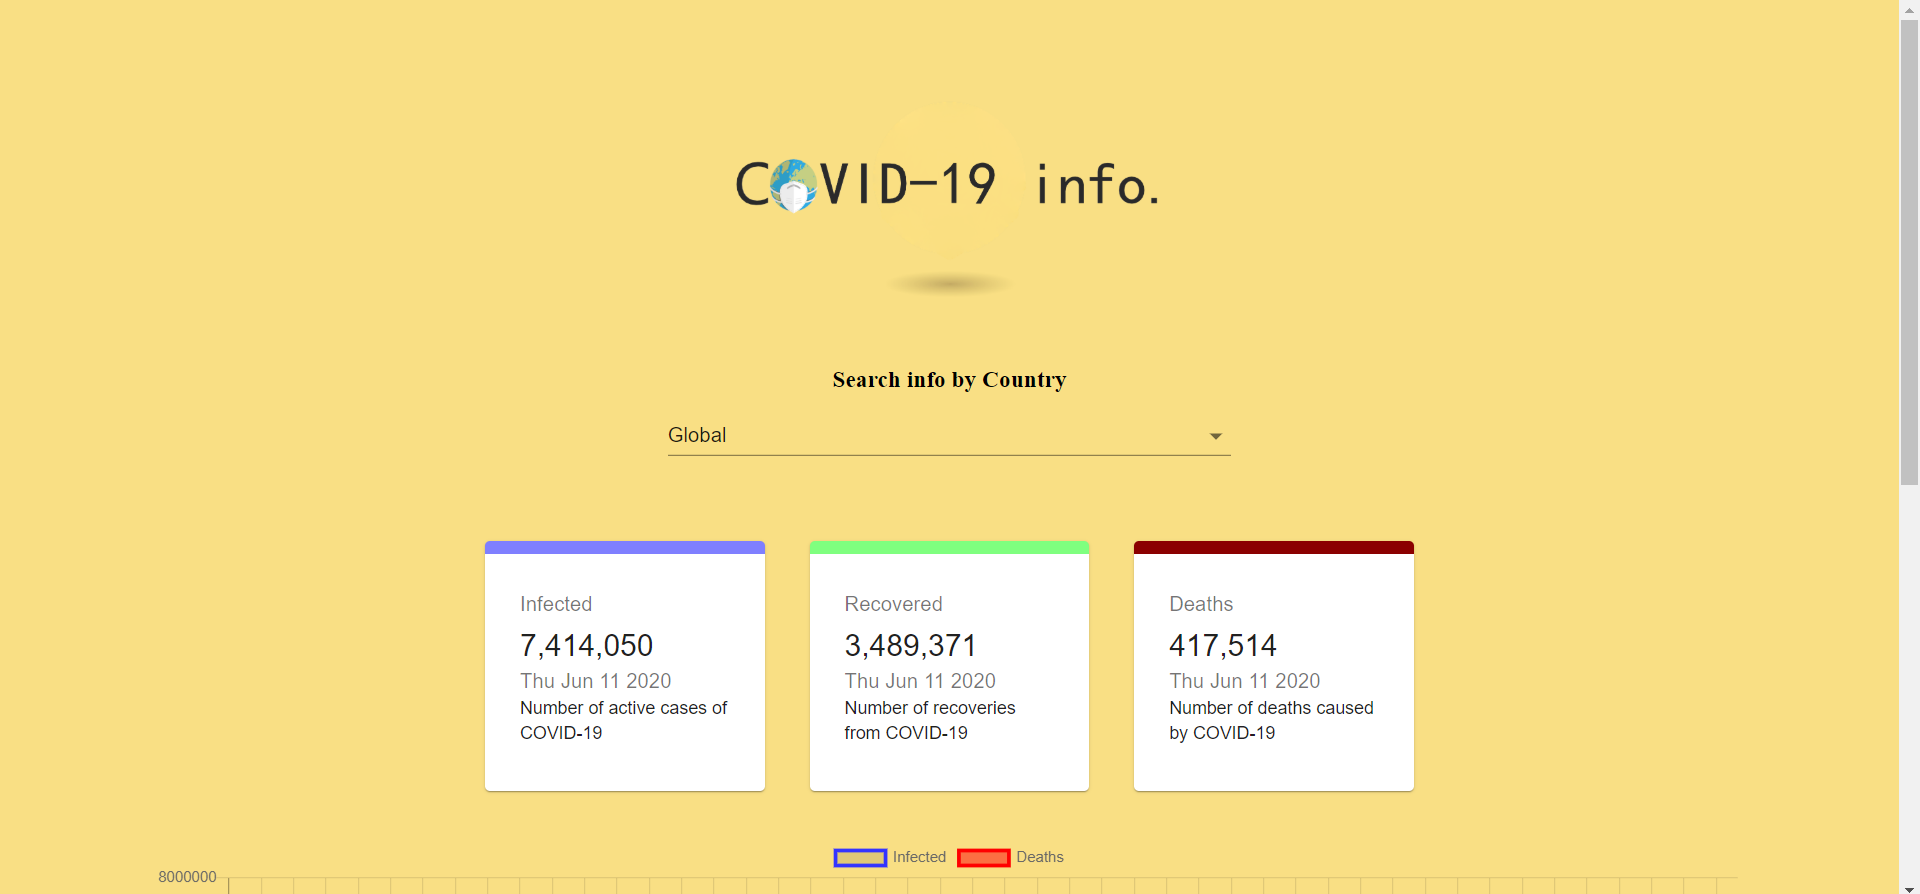 COVID-19 info.
Search info by Country
Global
Infected
7,414,050
Thu Jun 11 2020
Number of active cases of
COVID-19
Recovered
3,489,371
Thu Jun 11 2020
Number of recoveries
from COVID-19
Deaths
417,514
Thu Jun 11 2020
Number of deaths caused
by COVID-19
Infected Deaths
8000000